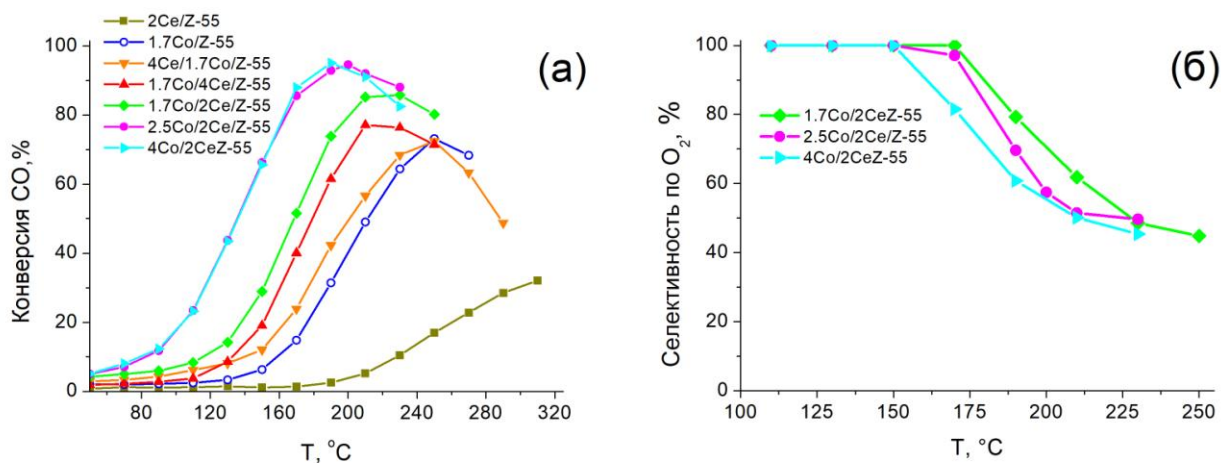 2Ce/Z-55
1.7Co/Z-55
4Ce/1.7Co/Z-55
1.7Co/4Ce/Z-55
1.7Co/2Ce/Z-55
2.5Co/2Ce/Z-55
4Co/2CeZ-55
(а)
Конверсия CO,%
100
80
60
40
20
0
80 120 160 200 240 280 320
T, °C
(б)
Селективность по O₂, %
100
80
60
40
20
0
1.7Co/2CeZ-55
2.5Co/2Ce/Z-55
4Co/2CeZ-55
100 125 150 175 200 225 250
T, °C